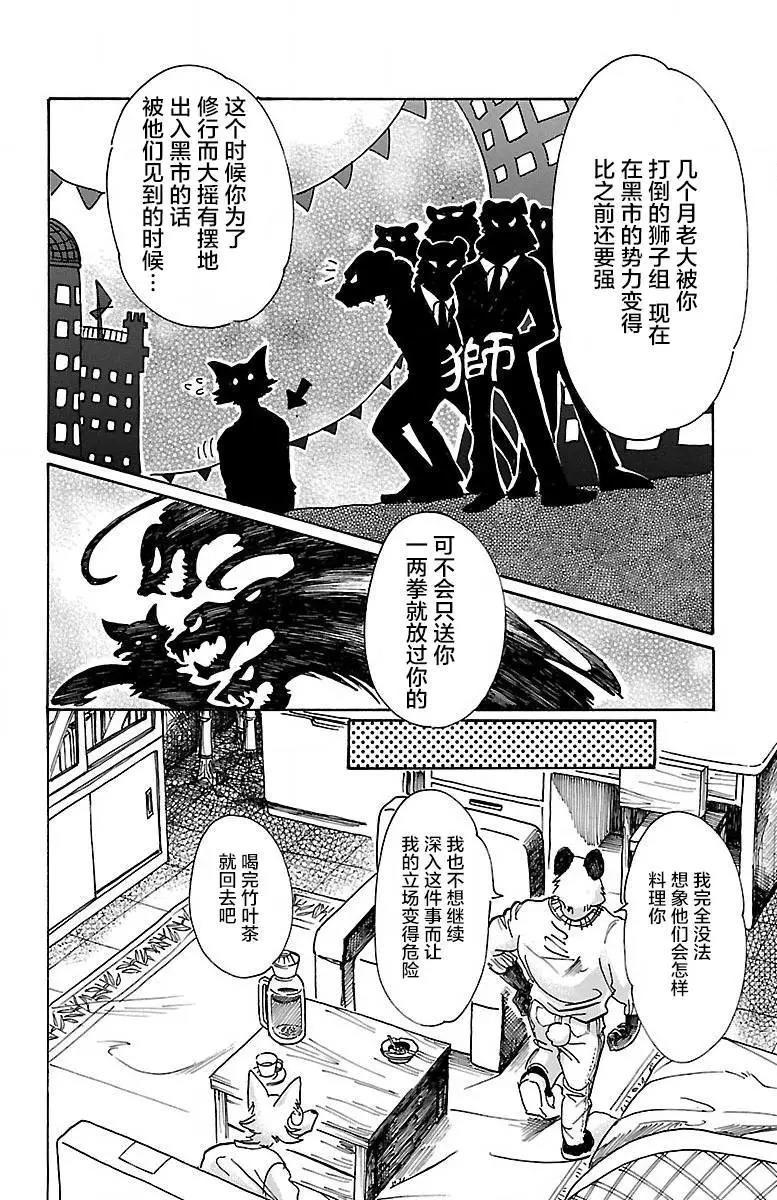 几个月老大被你
打倒的狮子组 现在
在黑市的势力变得
比之前还要强
这个时候你为了
修行而大摇有摆地
出入黑市的话
被他们见到的时候…
獅
可不会只送你
一两拳就放过你的
我完全没法
想象他们会怎样
料理你
我也不想继续
深入这件事而让
我的立场变得危险
喝完竹叶茶
就回去吧